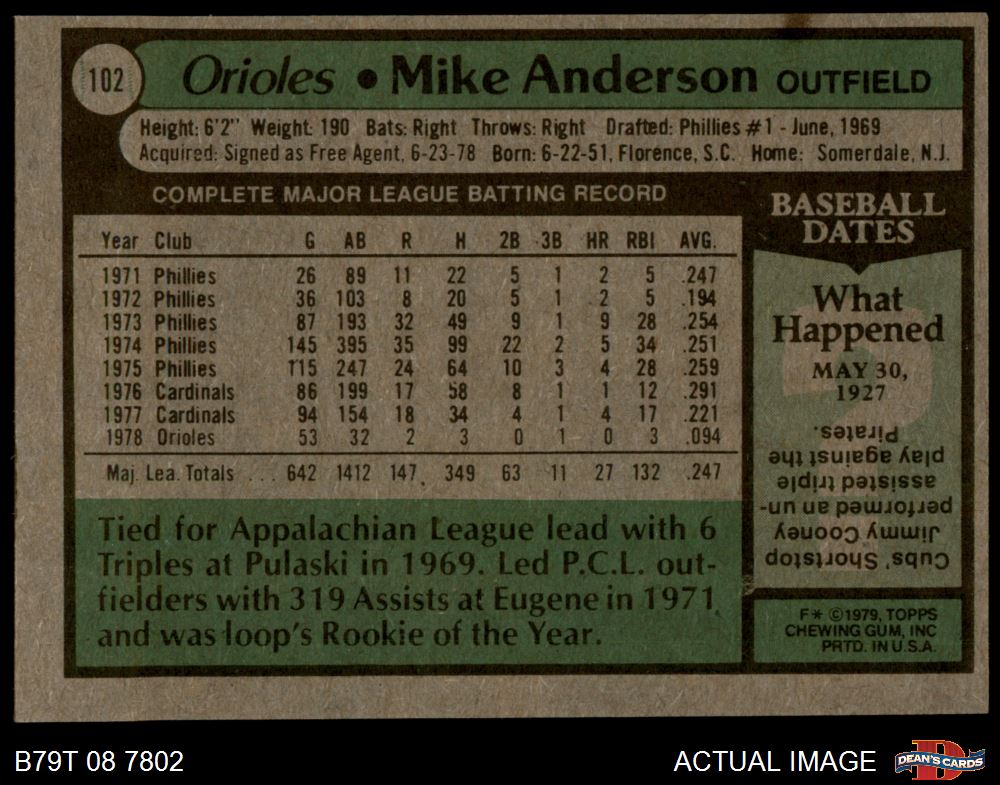 102
Orioles • Mike Anderson OUTFIELD
Height: 6'2" Weight: 190 Bats: Right Throws: Right Drafted: Phillies #1 - June, 1969
Acquired: Signed as Free Agent, 6-23-78 Born: 6-22-51, Florence, S.C. Home: Somerdale, N.J.
COMPLETE MAJOR LEAGUE BATTING RECORD
Year Club G AB R H 2B 3B HR RBI AVG.
1971 Phillies 26 89 11 22 5 1 2 5 .247
1972 Phillies 36 103 8 20 5 1 2 5 .194
1973 Phillies 87 193 32 49 9 1 9 28 .254
1974 Phillies 145 395 35 99 22 2 5 34 .251
1975 Phillies 115 247 24 64 10 3 4 28 .259
1976 Cardinals 86 199 17 58 8 1 1 12 .291
1977 Cardinals 94 154 18 34 4 1 4 17 .221
1978 Orioles 53 32 2 3 0 1 0 3 .094
Maj. Lea. Totals ... 642 1412 147 349 63 11 27 132 .247
Tied for Appalachian League lead with 6
Triples at Pulaski in 1969. Led P.C.L. out-
fielders with 319 Assists at Eugene in 1971
and was loop's Rookie of the Year.
BASEBALL
DATES
What
Happened
MAY 30,
1927
Cubs' Shortstop
Jimmy Cooney
performed an un-
assisted triple
play against the
Pirates.
F* ©1979, TOPPS
CHEWING GUM, INC
PRTD. IN U.S.A.
B79T 08 7802
ACTUAL IMAGE
DEAN'S CARDS